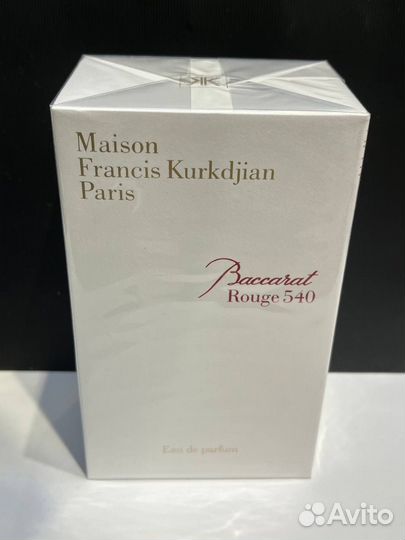 Maison
Francis Kurkdjian
Paris
Baccarat
Rouge 540
Eau de parfum
Avito